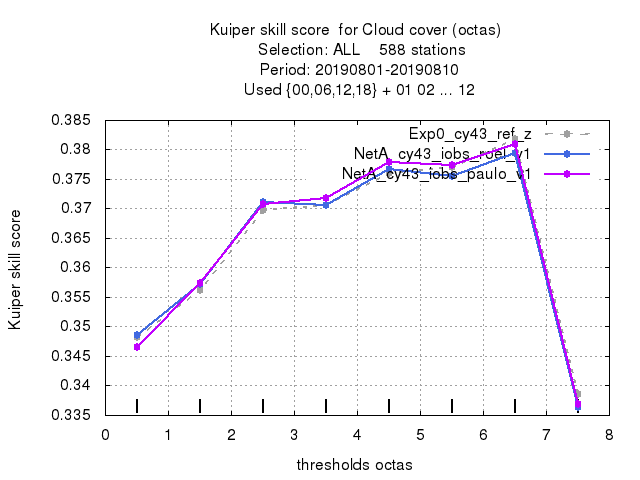 Kuiper skill score  for Cloud cover (octas)
Selection: ALL    588 stations
Period: 20190801-20190810
Used {00,06,12,18} + 01 02 ... 12
Exp0_cy43_ref_z
NetA_cy43_iobs_roel_v1
NetA_cy43_iobs_paulo_v1
Kuiper skill score
0.385
0.38
0.375
0.37
0.365
0.36
0.355
0.35
0.345
0.34
0.335
0 1 2 3 4 5 6 7 8
thresholds octas